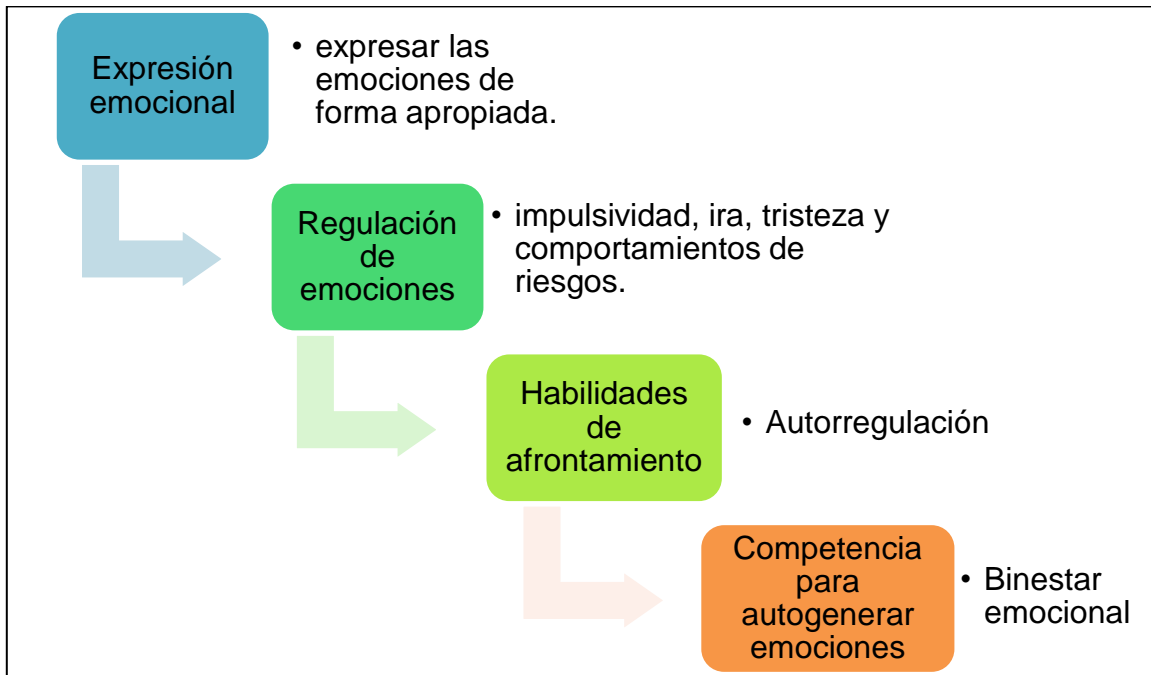 Expresión
emocional
• expresar las
emociones de
forma apropiada.
Regulación
de
emociones
• impulsividad, ira, tristeza y
comportamientos de
riesgos.
Habilidades
de
afrontamiento
• Autorregulación
Competencia
para
autogenerar
emociones
• Binestar
emocional